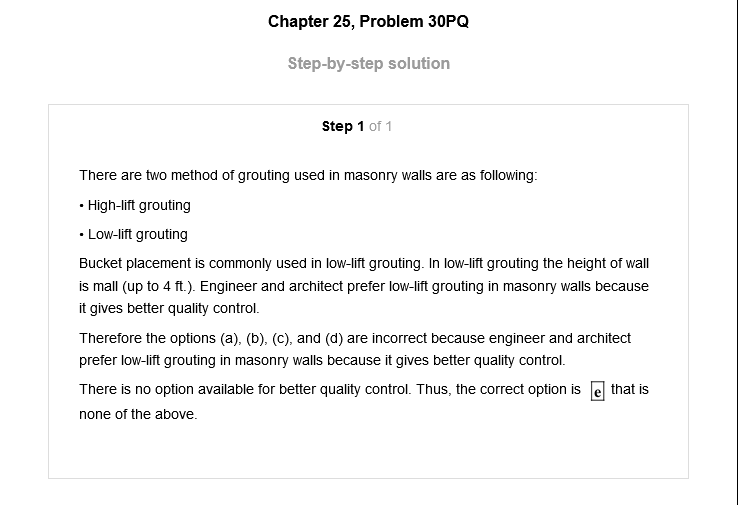 Chapter 25, Problem 30PQ
Step-by-step solution
Step 1 of 1
There are two method of grouting used in masonry walls are as following:
• High-lift grouting
• Low-lift grouting
Bucket placement is commonly used in low-lift grouting. In low-lift grouting the height of wall
is mall (up to 4 ft.). Engineer and architect prefer low-lift grouting in masonry walls because
it gives better quality control.
Therefore the options (a), (b), (c), and (d) are incorrect because engineer and architect
prefer low-lift grouting in masonry walls because it gives better quality control.
There is no option available for better quality control. Thus, the correct option is e that is
none of the above.